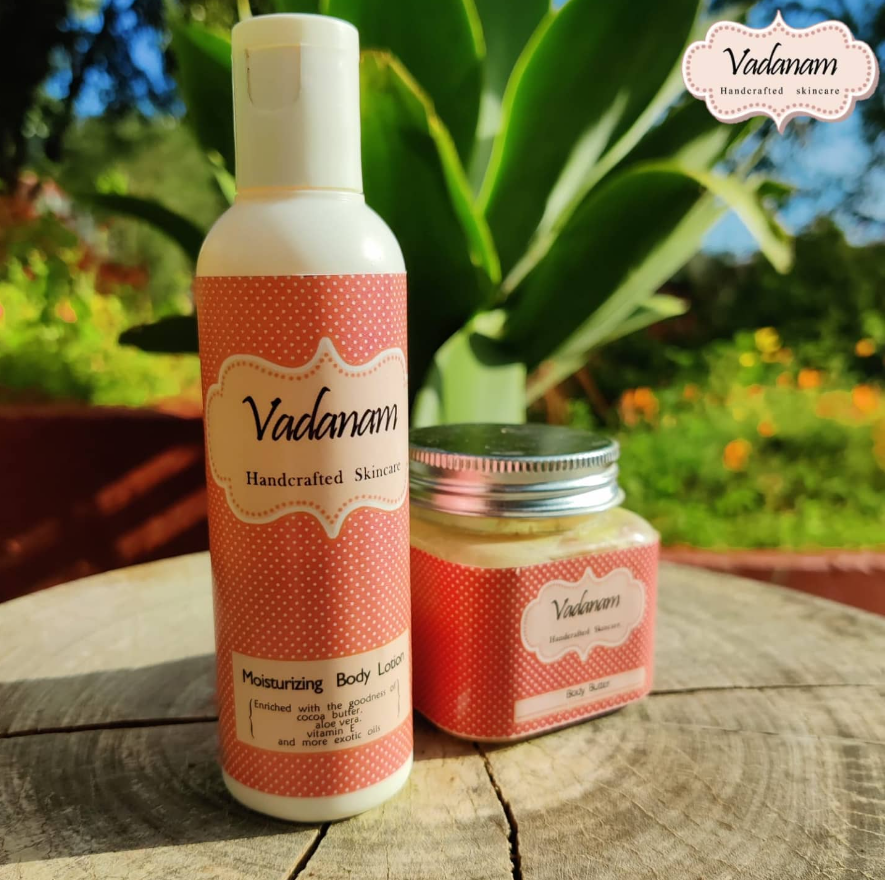 Vadanam
Handcrafted skincare
Vadanam
Handcrafted Skincare
Moisturizing Body Lotion
(Enriched with the goodness of
cocoa butter,
aloe vera,
vitamin E
and more exotic oils
Vadanam
Handcrafted Skincare
Body Butter